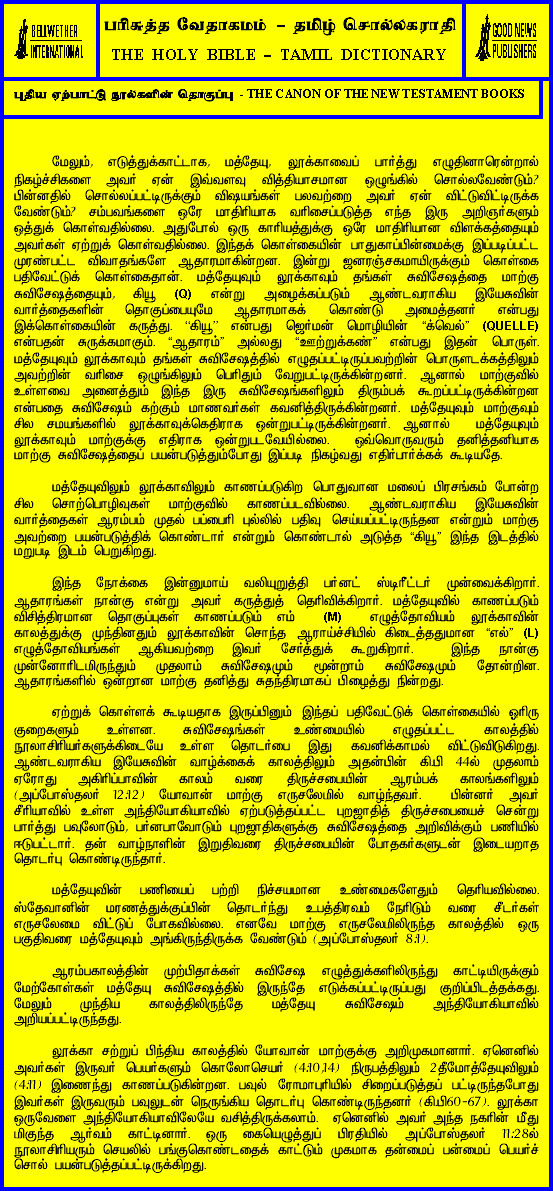 BELLWETHER
INTERNATIONAL
பரிசுத்த வேதாகமம் – தமிழ் சொல்லகராதி
THE HOLY BIBLE – TAMIL DICTIONARY
GOOD NEWS
PUBLISHERS
புதிய ஏற்பாட்டு நூல்களின் தொகுப்பு - THE CANON OF THE NEW TESTAMENT BOOKS
மேலும், எடுத்துக்காட்டாக, மத்தேயு, லூக்காவைப் பார்த்து எழுதினாரென்றால்
நிகழ்ச்சிகளை அவர் ஏன் இவ்வளவு வித்தியாசமான ஒழுங்கில் சொல்லவேண்டும்?
பின்னதில் சொல்லப்பட்டிருக்கும் விஷயங்கள் பலவற்றை அவர் ஏன் விட்டுவிட்டிருக்க
வேண்டும்? சம்பவங்களை ஒரே மாதிரியாக வரிசைப்படுத்த எந்த இரு அறிஞர்களும்
ஒத்துக் கொள்வதில்லை. அதுபோல் ஒரு காரியத்துக்கு ஒரே மாதிரியான விளக்கத்தையும்
அவர்கள் ஏற்றுக் கொள்வதில்லை. இந்தக் கொள்கையின் பாதுகாப்பின்மைக்கு இப்படிப்பட்ட
முரண்பட்ட விவாதங்களே ஆதாரமாகின்றன. இன்று ஜனரஞ்சகமாயிருக்கும் கொள்கை
பதிவேட்டுக் கொள்கைதான். மத்தேயுவும் லூக்காவும் தங்கள் சுவிசேஷத்தை மாற்கு
சுவிசேஷத்தையும், கியூ (Q) என்று அழைக்கப்படும் ஆண்டவராகிய இயேசுவின்
வார்த்தைகளின் தொகுப்பையுமே ஆதாரமாகக் கொண்டு அமைத்தனர் என்பது
இக்கொள்கையின் கருத்து. “கியூ” என்பது ஜெர்மன் மொழியின் “க்வெல்” (QUELLE)
என்பதன் சுருக்கமாகும். “ஆதாரம்” அல்லது “ஊற்றுக்கண்” என்பது இதன் பொருள்.
மத்தேயுவும் லூக்காவும் தங்கள் சுவிசேஷத்தில் எழுதப்பட்டிருப்பவற்றின் பொருளடக்கத்திலும்
அவற்றின் வரிசை ஒழுங்கிலும் பெரிதும் வேறுபட்டிருக்கின்றனர். ஆனால் மாற்குவில்
உள்ளவை அனைத்தும் இந்த இரு சுவிசேஷங்களிலும் திரும்பக் கூறப்பட்டிருக்கின்றன
என்பதை சுவிசேஷம் கற்கும் மாணவர்கள் கவனித்திருக்கின்றனர். மத்தேயுவும் மாற்குவும்
சில சமயங்களில் லூக்காவுக்கெதிராக ஒன்றுபட்டிருக்கின்றனர். ஆனால் மத்தேயுவும்
லூக்காவும் மாற்குக்கு எதிராக ஒன்றுபடவேயில்லை. ஒவ்வொருவரும் தனித்தனியாக
மாற்கு சுவிசேஷத்தைப் பயன்படுத்தும்போது இப்படி நிகழ்வது எதிர்பார்க்கக் கூடியதே.
மத்தேயுவிலும் லூக்காவிலும் காணப்படுகிற பொதுவான மலைப் பிரசங்கம் போன்ற
சில சொற்பொழிவுகள் மாற்குவில் காணப்படவில்லை. ஆண்டவராகிய இயேசுவின்
வார்த்தைகள் ஆரம்பம் முதல் பப்பைரி புல்லில் பதிவு செய்யப்பட்டிருந்தன என்றும் மாற்கு
அவற்றை பயன்படுத்திக் கொண்டார் என்றும் கொண்டால் அடுத்த “கியூ” இந்த இடத்தில்
மறுபடி இடம் பெறுகிறது.
இந்த நோக்கை இன்னுமாய் வலியுறுத்தி பர்னட் ஸ்டிரீட்டர் முன்வைக்கிறார்.
ஆதாரங்கள் நான்கு என்று அவர் கருத்துத் தெரிவிக்கிறார். மத்தேயுவில் காணப்படும்
விசித்திரமான தொகுப்புகள் காணப்படும் எம் (M) எழுத்தோவியம் லூக்காவின்
காலத்துக்கு முந்தினதும் லூக்காவின் சொந்த ஆராய்ச்சியில் கிடைத்ததுமான “எல்” (L)
எழுத்தோவியங்கள் ஆகியவற்றை இவர் சேர்த்துக் கூறுகிறார். இந்த நான்கு
முன்னோரிடமிருந்தும் முதலாம் சுவிசேஷமும் மூன்றாம் சுவிசேஷமும் தோன்றின.
ஆதாரங்களில் ஒன்றான மாற்கு தனித்து சுதந்திரமாகப் பிழைத்து நின்றது.
ஏற்றுக் கொள்ளக் கூடியதாக இருப்பினும் இந்தப் பதிவேட்டுக் கொள்கையில் ஓரிரு
குறைகளும் உள்ளன. சுவிசேஷங்கள் உண்மையில் எழுதப்பட்ட காலத்தில்
நூலாசிரியர்களுக்கிடையே உள்ள தொடர்பை இது கவனிக்காமல் விட்டுவிடுகிறது.
ஆண்டவராகிய இயேசுவின் வாழ்க்கைக் காலத்திலும் அதன்பின் கி.பி 44ல் முதலாம்
ஏரோது அகிரிப்பாவின் காலம் வரை திருச்சபையின் ஆரம்பக் காலங்களிலும்
(அப்போஸ்தலர் 12:12) யோவான் மாற்கு எருசலேமில் வாழ்ந்தவர். பின்னர் அவர்
சீரியாவில் உள்ள அந்தியோகியாவில் ஏற்படுத்தப்பட்ட புறஜாதித் திருச்சபையைச் சென்று
பார்த்து பவுலோடும், பர்னபாவோடும் புறஜாதிகளுக்கு சுவிசேஷத்தை அறிவிக்கும் பணியில்
ஈடுபட்டார். தன் வாழ்நாளின் இறுதிவரை திருச்சபையின் போதகர்களுடன் இடையறாத
தொடர்பு கொண்டிருந்தார்.
மத்தேயுவின் பணியைப் பற்றி நிச்சயமான உண்மைகளேதும் தெரியவில்லை.
ஸ்தேவானின் மரணத்துக்குப்பின் தொடர்ந்து உபத்திரவம் நேரிடும் வரை சீடர்கள்
எருசலேமை விட்டுப் போகவில்லை. எனவே மாற்கு எருசலேமிலிருந்த காலத்தில் ஒரு
பகுதிவரை மத்தேயுவும் அங்கிருந்திருக்க வேண்டும் (அப்போஸ்தலர் 8:1).
ஆரம்பகாலத்தின் முற்பிதாக்கள் சுவிசேஷ எழுத்துக்களிலிருந்து காட்டியிருக்கும்
மேற்கோள்கள் மத்தேயு சுவிசேஷத்தில் இருந்தே எடுக்கப்பட்டிருப்பது குறிப்பிடத்தக்கது.
மேலும் முந்திய காலத்திலிருந்தே மத்தேயு சுவிசேஷம் அந்தியோகியாவில்
அறியப்பட்டிருந்தது.
லூக்கா சற்றுப் பிந்திய காலத்தில் யோவான் மாற்குக்கு அறிமுகமானார். ஏனெனில்
அவர்கள் இருவர் பெயர்களும் கொலோசெயர் (4:10,14) நிருபத்திலும் 2தீமோத்தேயுவிலும்
(4:11) இணைந்து காணப்படுகின்றன. பவுல் ரோமாபுரியில் சிறைப்படுத்தப் பட்டிருந்தபோது
இவர்கள் இருவரும் பவுலுடன் நெருங்கிய தொடர்பு கொண்டிருந்தனர் (கி.பி60-67). லூக்கா
ஒருவேளை அந்தியோகியாவிலேயே வசித்திருக்கலாம். ஏனெனில் அவர் அந்த நகரின் மீது
மிகுந்த ஆர்வம் காட்டினார். ஒரு கையெழுத்துப் பிரதியில் அப்போஸ்தலர் 11:28ல்
நூலாசிரியரும் செயலில் பங்குகொண்டதைக் காட்டும் முகமாக தன்மைப் பன்மைப் பெயர்ச்
சொல் பயன்படுத்தப்பட்டிருக்கிறது.